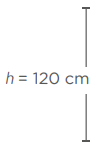 h = 120 cm